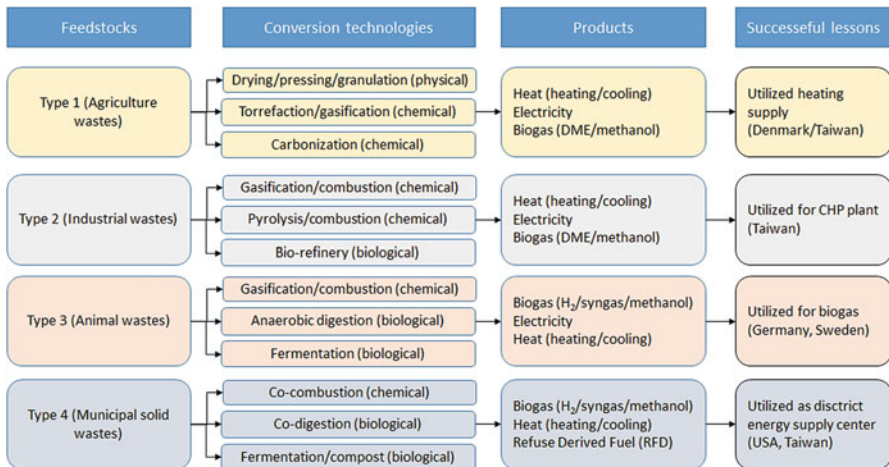 Feedstocks
Conversion technologies
Products
Successeful lessons
Type 1 (Agriculture
wastes)
Drying/pressing/granulation (physical)
Torrefaction/gasification (chemical)
Carbonization (chemical)
Heat (heating/cooling)
Electricity
Biogas (DME/methanol)
Utilized heating
supply
(Denmark/Taiwan)
Type 2 (Industrial wastes)
Gasification/combustion (chemical)
Pyrolysis/combustion (chemical)
Bio-refinery (biological)
Heat (heating/cooling)
Electricity
Biogas (DME/methanol)
Utilized for CHP plant
(Taiwan)
Type 3 (Animal wastes)
Gasification/combustion (chemical)
Anaerobic digestion (biological)
Fermentation (biological)
Biogas (H₂/syngas/methanol)
Electricity
Heat (heating/cooling)
Utilized for biogas
(Germany, Sweden)
Type 4 (Municipal solid
wastes)
Co-combustion (chemical)
Co-digestion (biological)
Fermentation/compost (biological)
Biogas (H₂/syngas/methanol)
Heat (heating/cooling)
Refuse Derived Fuel (RFD)
Utilized as disctrict
energy supply center
(USA, Taiwan)